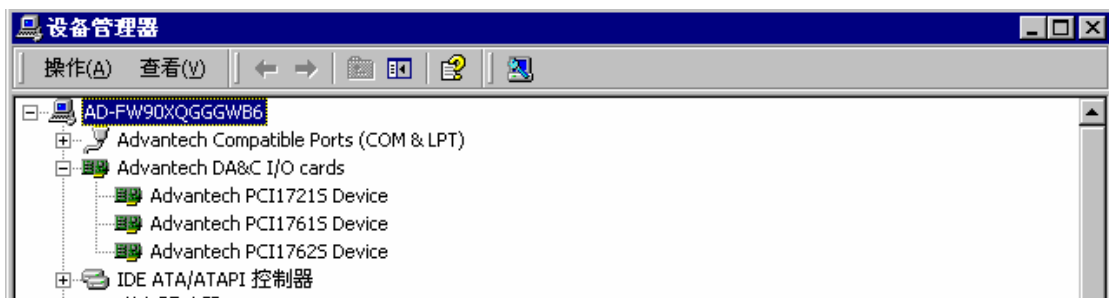 设备管理器
操作(A) 查看(V)
AD-FW90XQGGGWB6
Advantech Compatible Ports (COM & LPT)
Advantech DA&C I/O cards
Advantech PCI1721S Device
Advantech PCI1761S Device
Advantech PCI1762S Device
IDE ATA/ATAPI 控制器